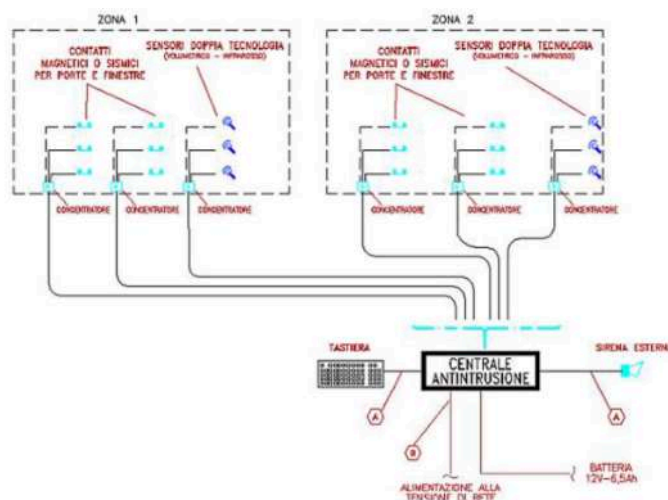 ZONA 1
ZONA 2
CONTATTI
MAGNETICI O SISMICI
PER PORTE E FINESTRE
SENSORI DOPPIA TECNOLOGIA
(VOLUMETRICO - INFRAROSSO)
CONTATTI
MAGNETICI O SISMICI
PER PORTE E FINESTRE
SENSORI DOPPIA TECNOLOGIA
(VOLUMETRICO - INFRAROSSO)
CONCENTRATORE
CONCENTRATORE
CONCENTRATORE
CONCENTRATORE
CONCENTRATORE
CONCENTRATORE
TASTIERA
CENTRALE
ANTINTRUSIONE
SIRENA ESTERN
A
B
A
ALIMENTAZIONE ALLA
TENSIONE DI RETE
BATTERIA
12V-6,5Ah